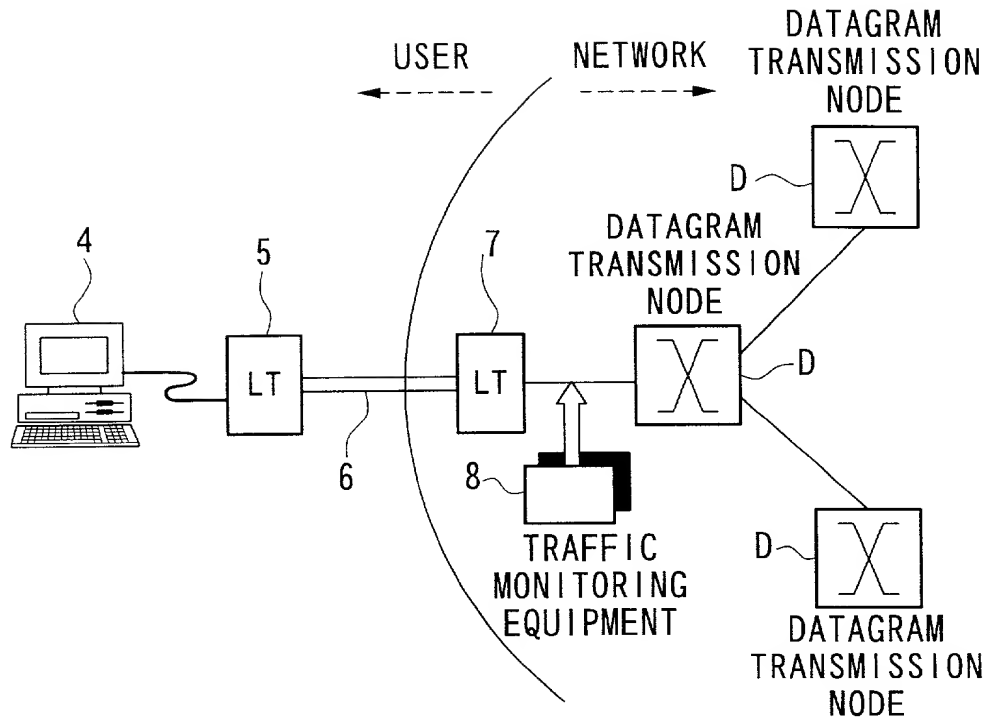 DATAGRAM
TRANSMISSION
NODE
USER
NETWORK
D
DATAGRAM
TRANSMISSION
NODE
4
5
7
LT
LT
D
6
8
TRAFFIC
MONITORING
EQUIPMENT
D
DATAGRAM
TRANSMISSION
NODE